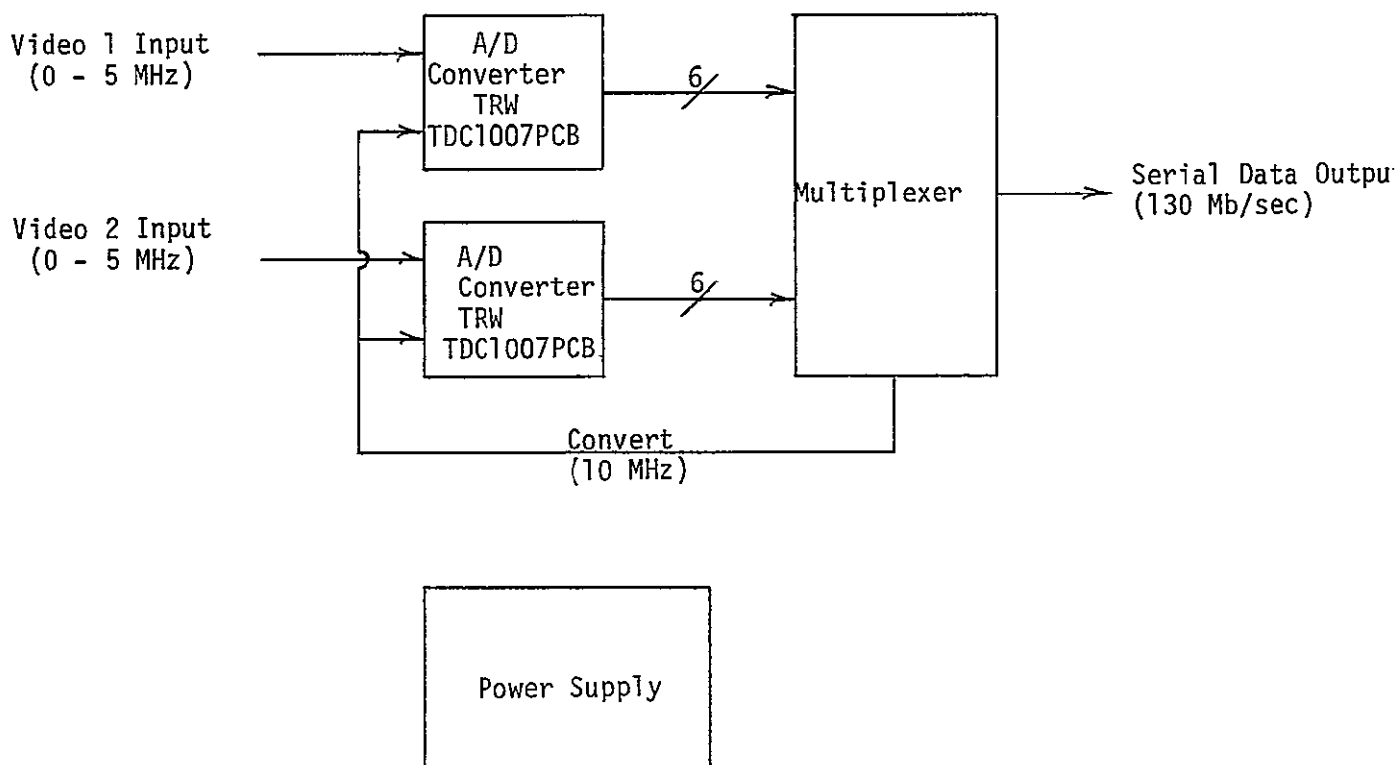 Video 1 Input
(0 - 5 MHz)
A/D
Converter
TRW
TDC1007PCB
6
Multiplexer
Serial Data Outpu
(130 Mb/sec)
Video 2 Input
(0 - 5 MHz)
A/D
Converter
TRW
TDC1007PCB
6
Convert
(10 MHz)
Power Supply